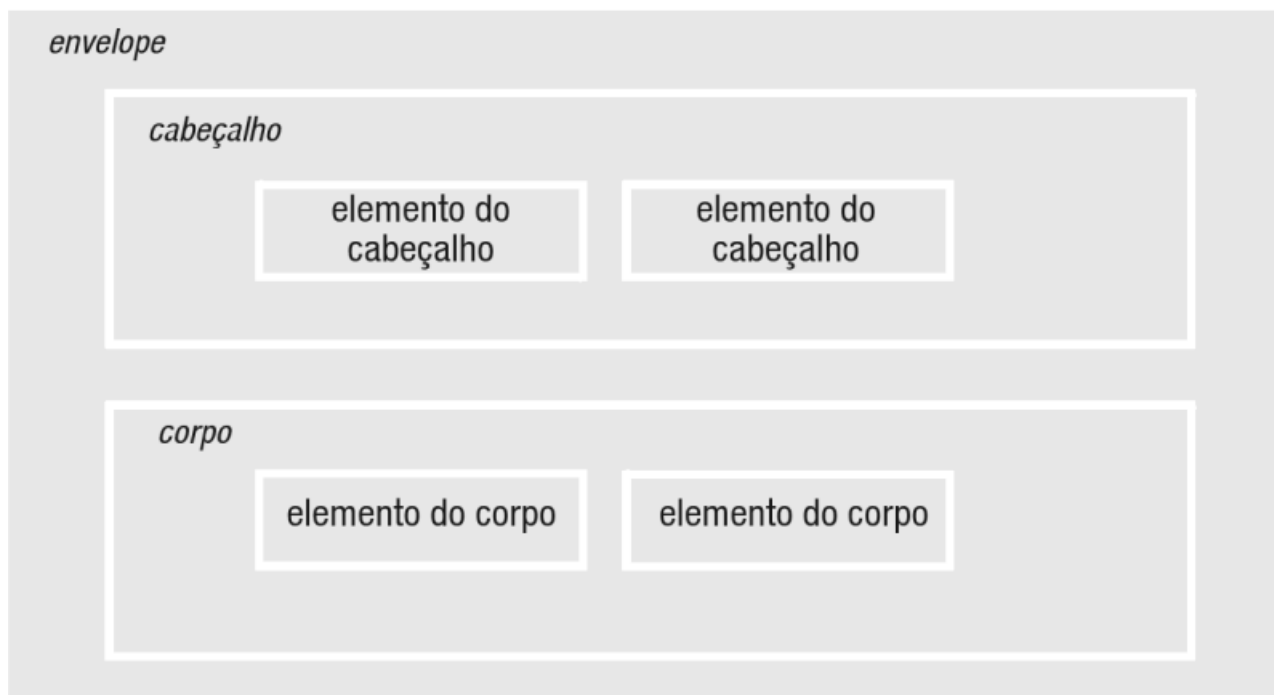 envelope
cabeçalho
elemento do
cabeçalho
elemento do
cabeçalho
corpo
elemento do corpo
elemento do corpo